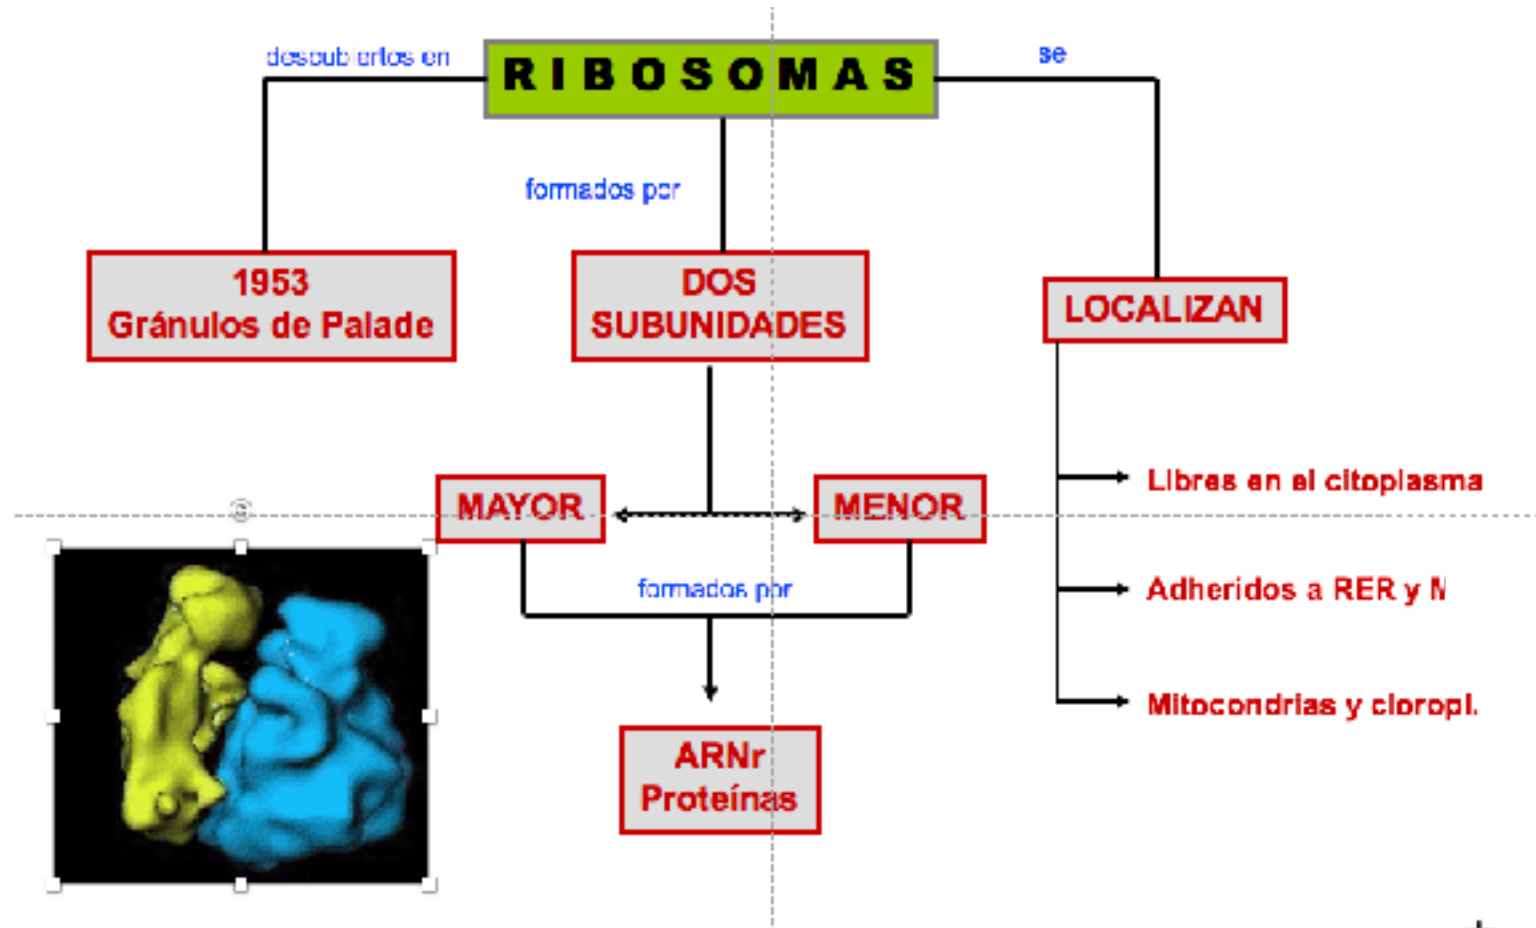 descubiertos en
R I B O S O M A S
se
formados por
1953
Gránulos de Palade
DOS
SUBUNIDADES
LOCALIZAN
MAYOR
MENOR
Libres en el citoplasma
formados por
Adheridos a RER y
Mitocondrias y cloropl.
ARNr
Proteínas